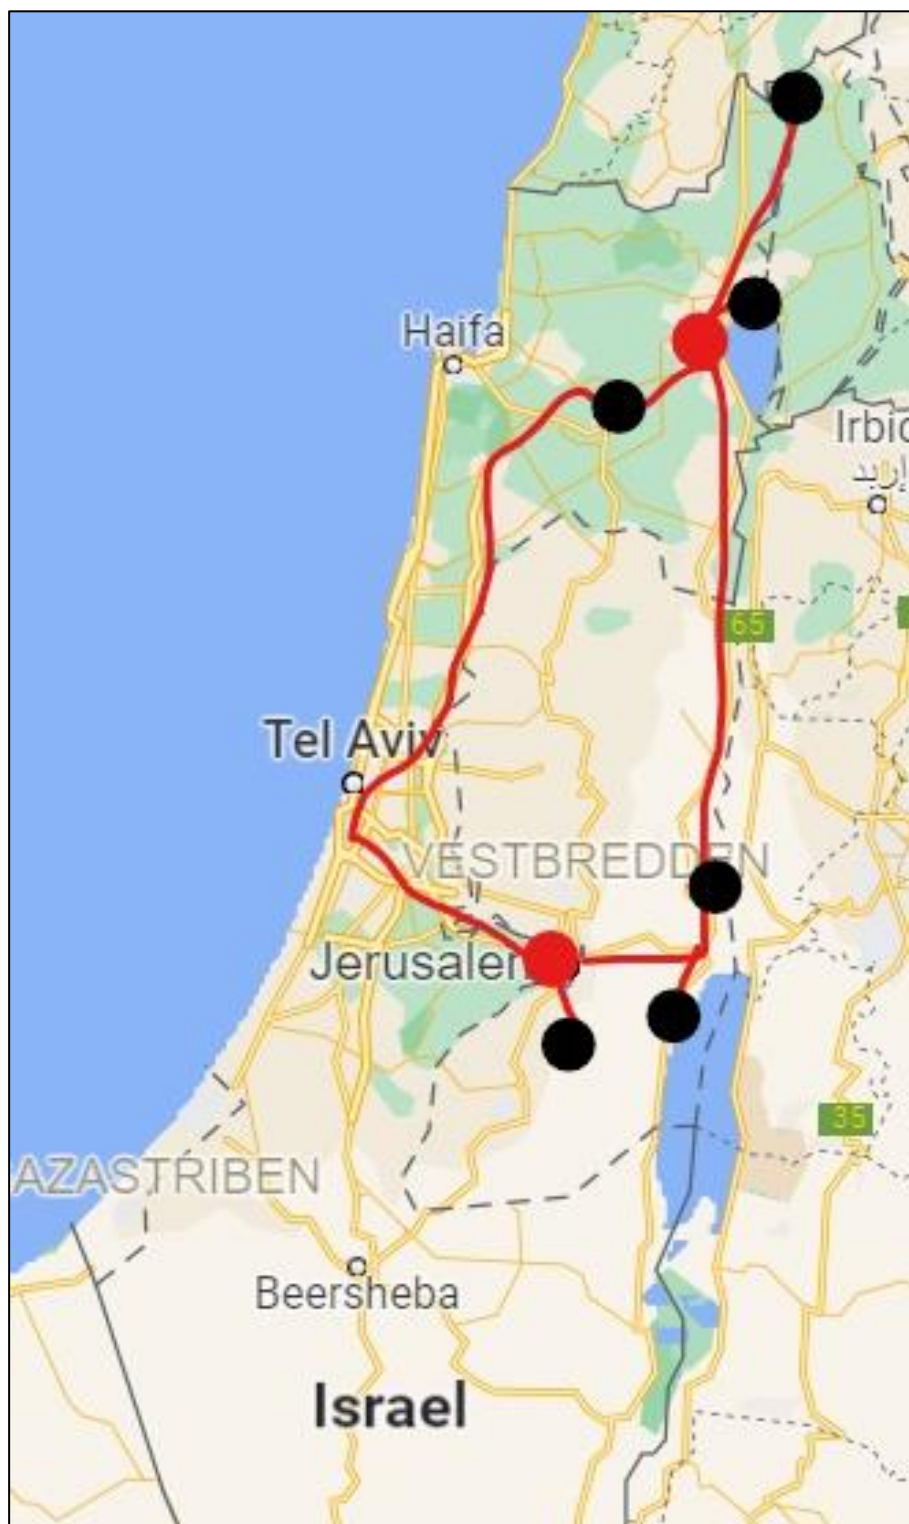 Haifa
Irbid
إربد
65
Tel Aviv
VESTBREDDEN
Jerusalem
35
AZASTRIBEN
Beersheba
Israel